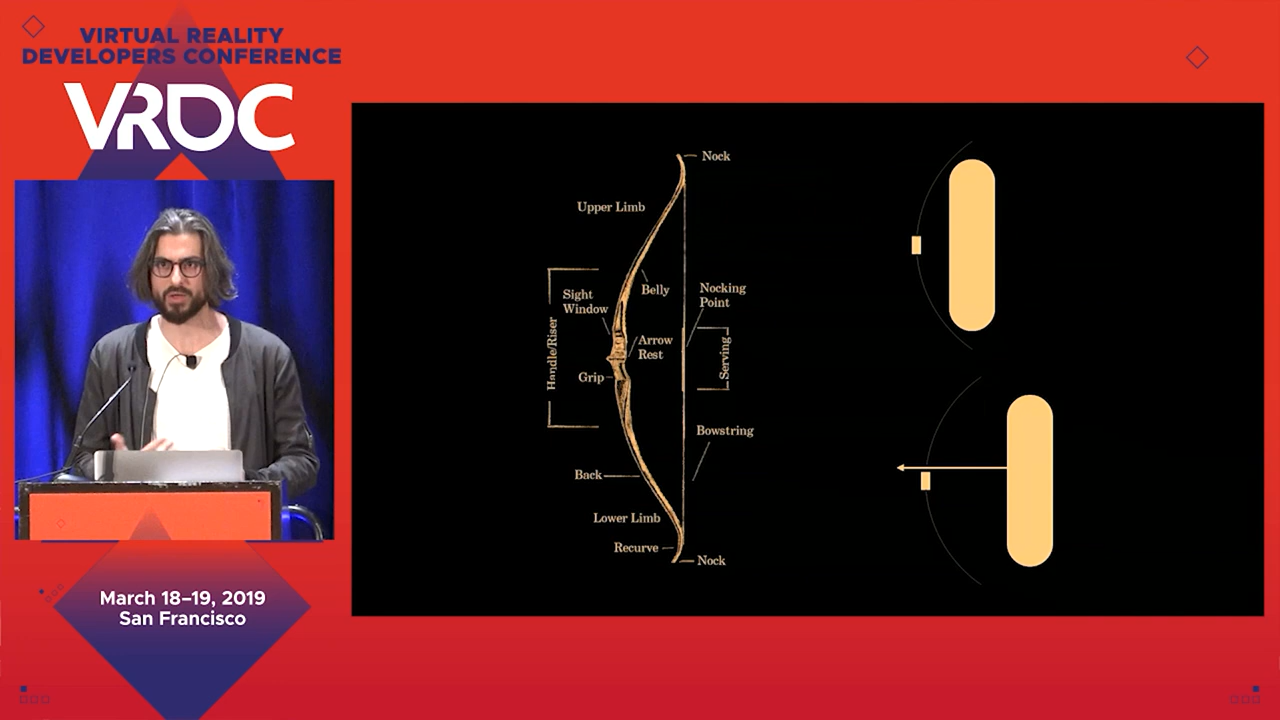 VIRTUAL REALITY
DEVELOPERS CONFERENCE
VRDC
March 18–19, 2019
San Francisco
Nock
Upper Limb
Belly
Sight
Window
Nocking
Point
Handle/Riser
Arrow
Rest
Serving
Grip
Bowstring
Back
Lower Limb
Recurve
Nock